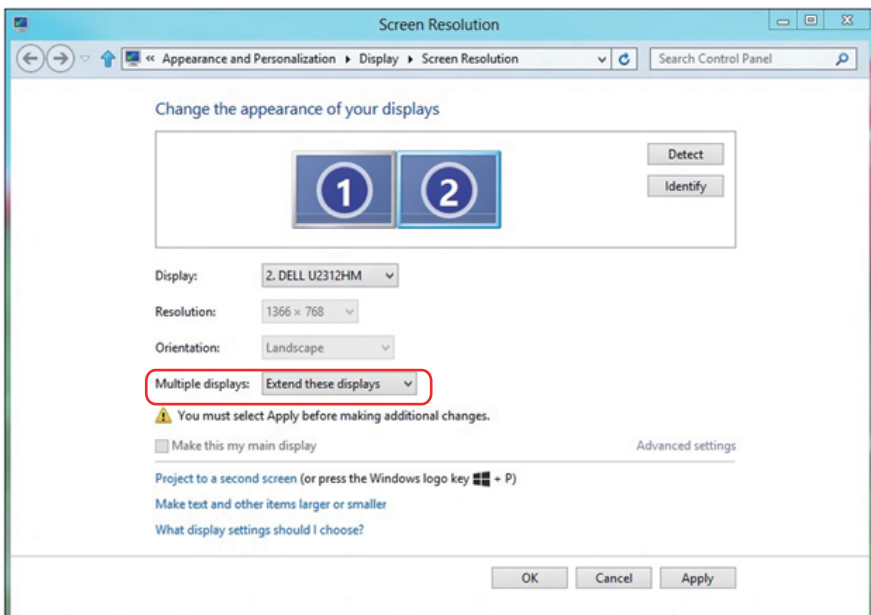 Screen Resolution
« Appearance and Personalization Display Screen Resolution Search Control Panel
Change the appearance of your displays
1 2
Detect
Identify
Display: 2. DELL U2312HM
Resolution: 1366 × 768
Orientation: Landscape
Multiple displays: Extend these displays
You must select Apply before making additional changes.
Make this my main display Advanced settings
Project to a second screen (or press the Windows logo key + P)
Make text and other items larger or smaller
What display settings should I choose?
OK Cancel Apply